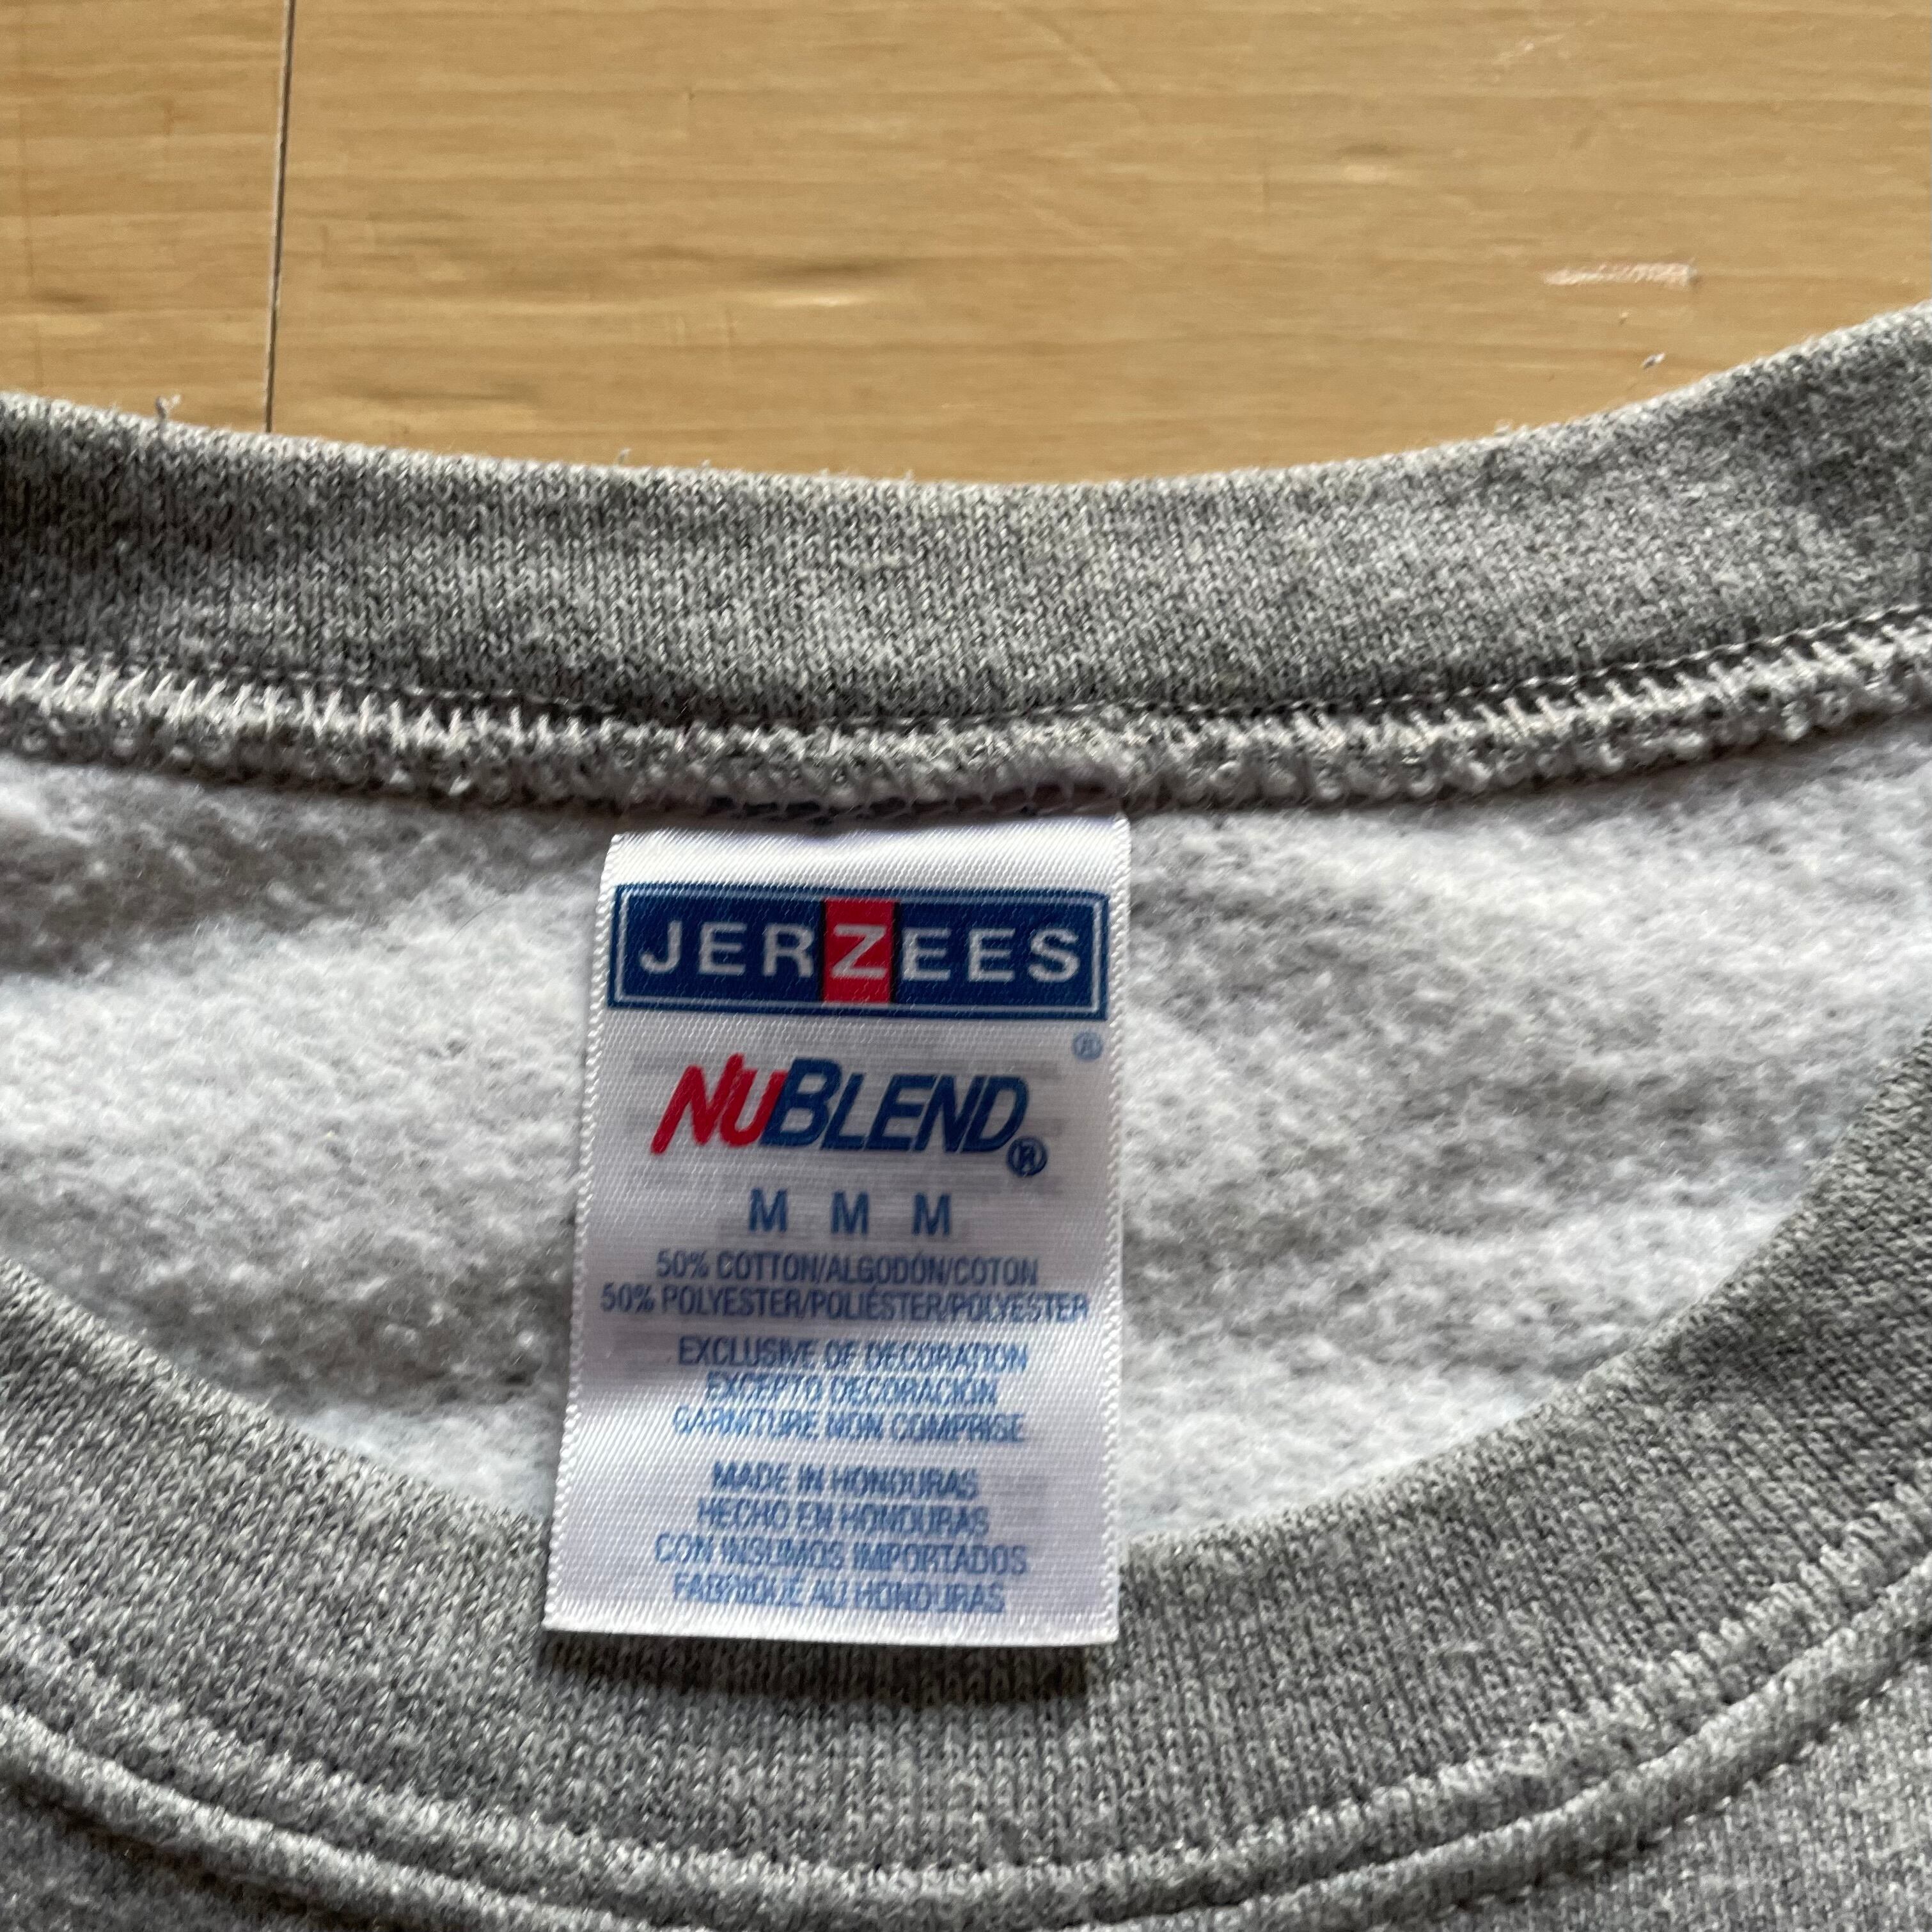 JERZEES
®
NUBLEND®
M M M
50% COTTON/ALGODÓN/COTON
50% POLYESTER/POLIÉSTER/POLYESTER
EXCLUSIVE OF DECORATION
EXCEPTO DECORACIÓN
GARNITURE NON COMPRISE
MADE IN HONDURAS
HECHO EN HONDURAS
CON INSUMOS IMPORTADOS
FABRIQUÉ AU HONDURAS